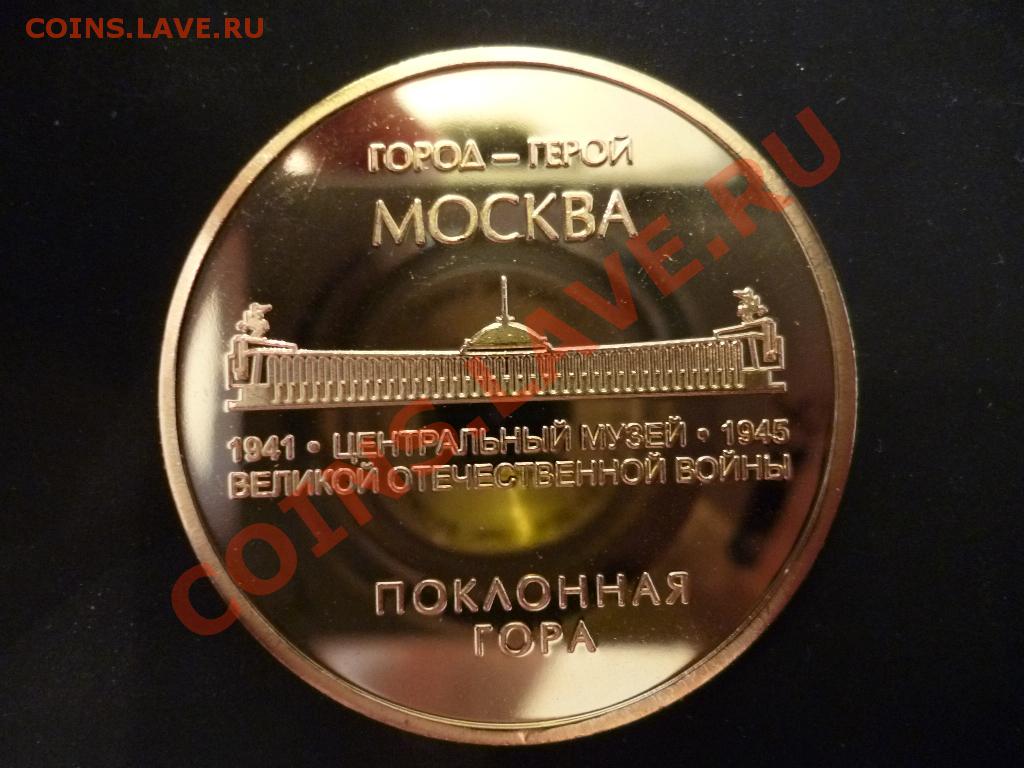 COINS.LAVE.RU
ГОРОД – ГЕРОЙ
МОСКВА
1941 • ЦЕНТРАЛЬНЫЙ МУЗЕЙ • 1945
ВЕЛИКОЙ ОТЕЧЕСТВЕННОЙ ВОЙНЫ
ПОКЛОННАЯ
ГОРА
COINS.LAVE.RU